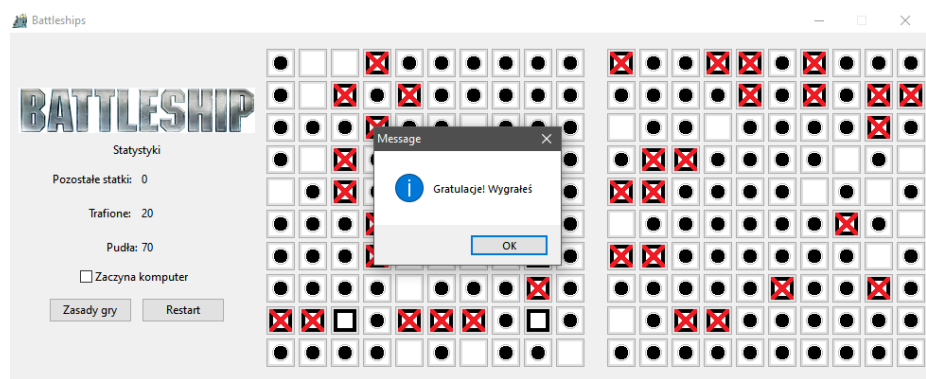 Battleships
BATTLESHIP
Statystyki
Pozostałe statki: 0
Trafione: 20
Pudła: 70
Zaczyna komputer
Zasady gry Restart
Message
Gratulacje! Wygrałeś
OK